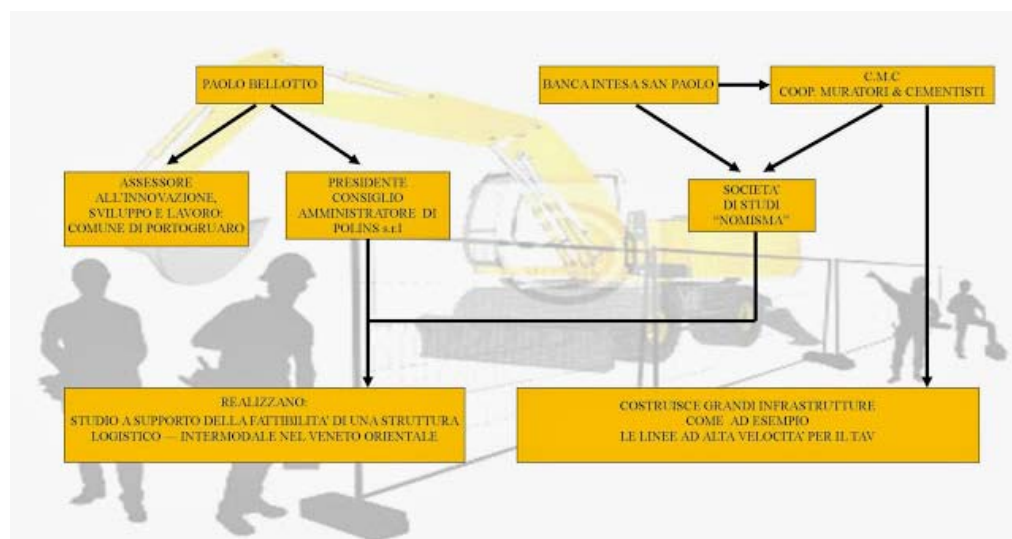 PAOLO BELLOTTO
BANCA INTESA SAN PAOLO
C.M.C
COOP. MURATORI & CEMENTISTI
ASSESSORE
ALL'INNOVAZIONE,
SVILUPPO E LAVORO:
COMUNE DI PORTOGRUARO
PRESIDENTE
CONSIGLIO
AMMINISTRATORE DI
POLINS s.r.l
SOCIETA'
DI STUDI
"NOMISMA"
REALIZZANO:
STUDIO A SUPPORTO DELLA FATTIBILITA' DI UNA STRUTTURA
LOGISTICO — INTERMODALE NEL VENETO ORIENTALE
COSTRUISCE GRANDI INFRASTRUTTURE
COME AD ESEMPIO
LE LINEE AD ALTA VELOCITA' PER IL TAV